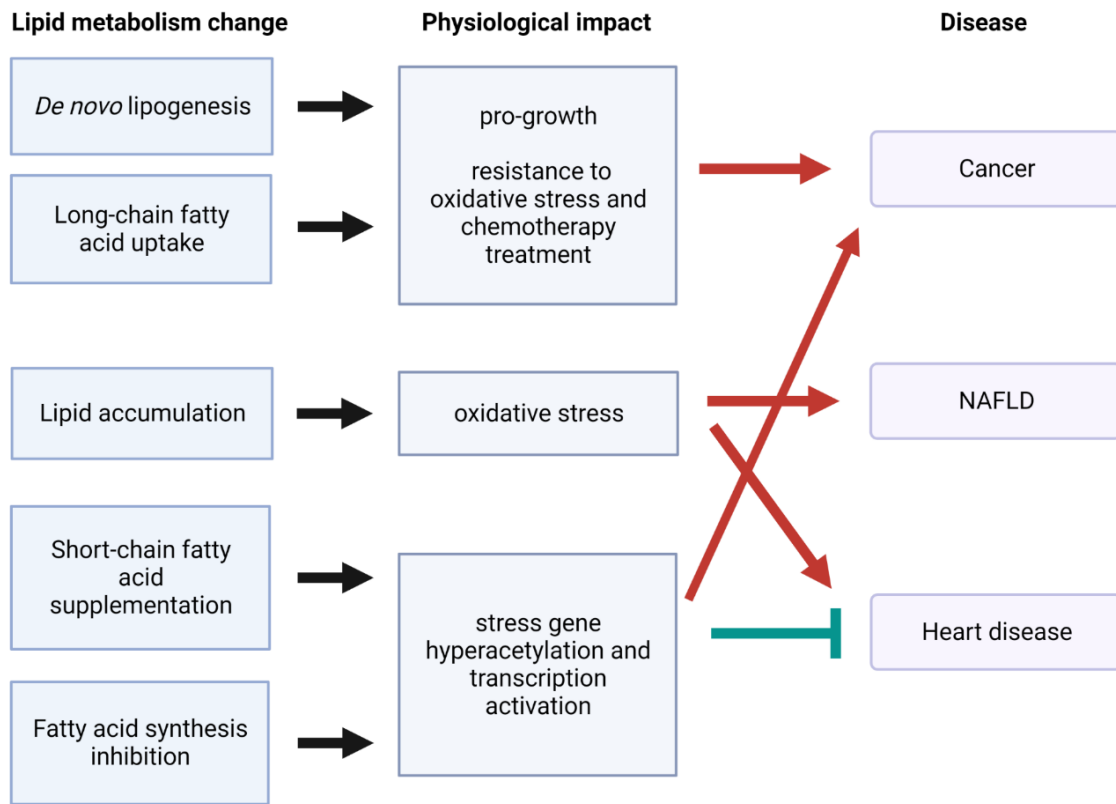 Lipid metabolism change
Physiological impact
Disease
De novo lipogenesis
Long-chain fatty
acid uptake
pro-growth
resistance to
oxidative stress and
chemotherapy
treatment
Cancer
Lipid accumulation
oxidative stress
NAFLD
Short-chain fatty
acid
supplementation
Fatty acid synthesis
inhibition
stress gene
hyperacetylation and
transcription
activation
Heart disease